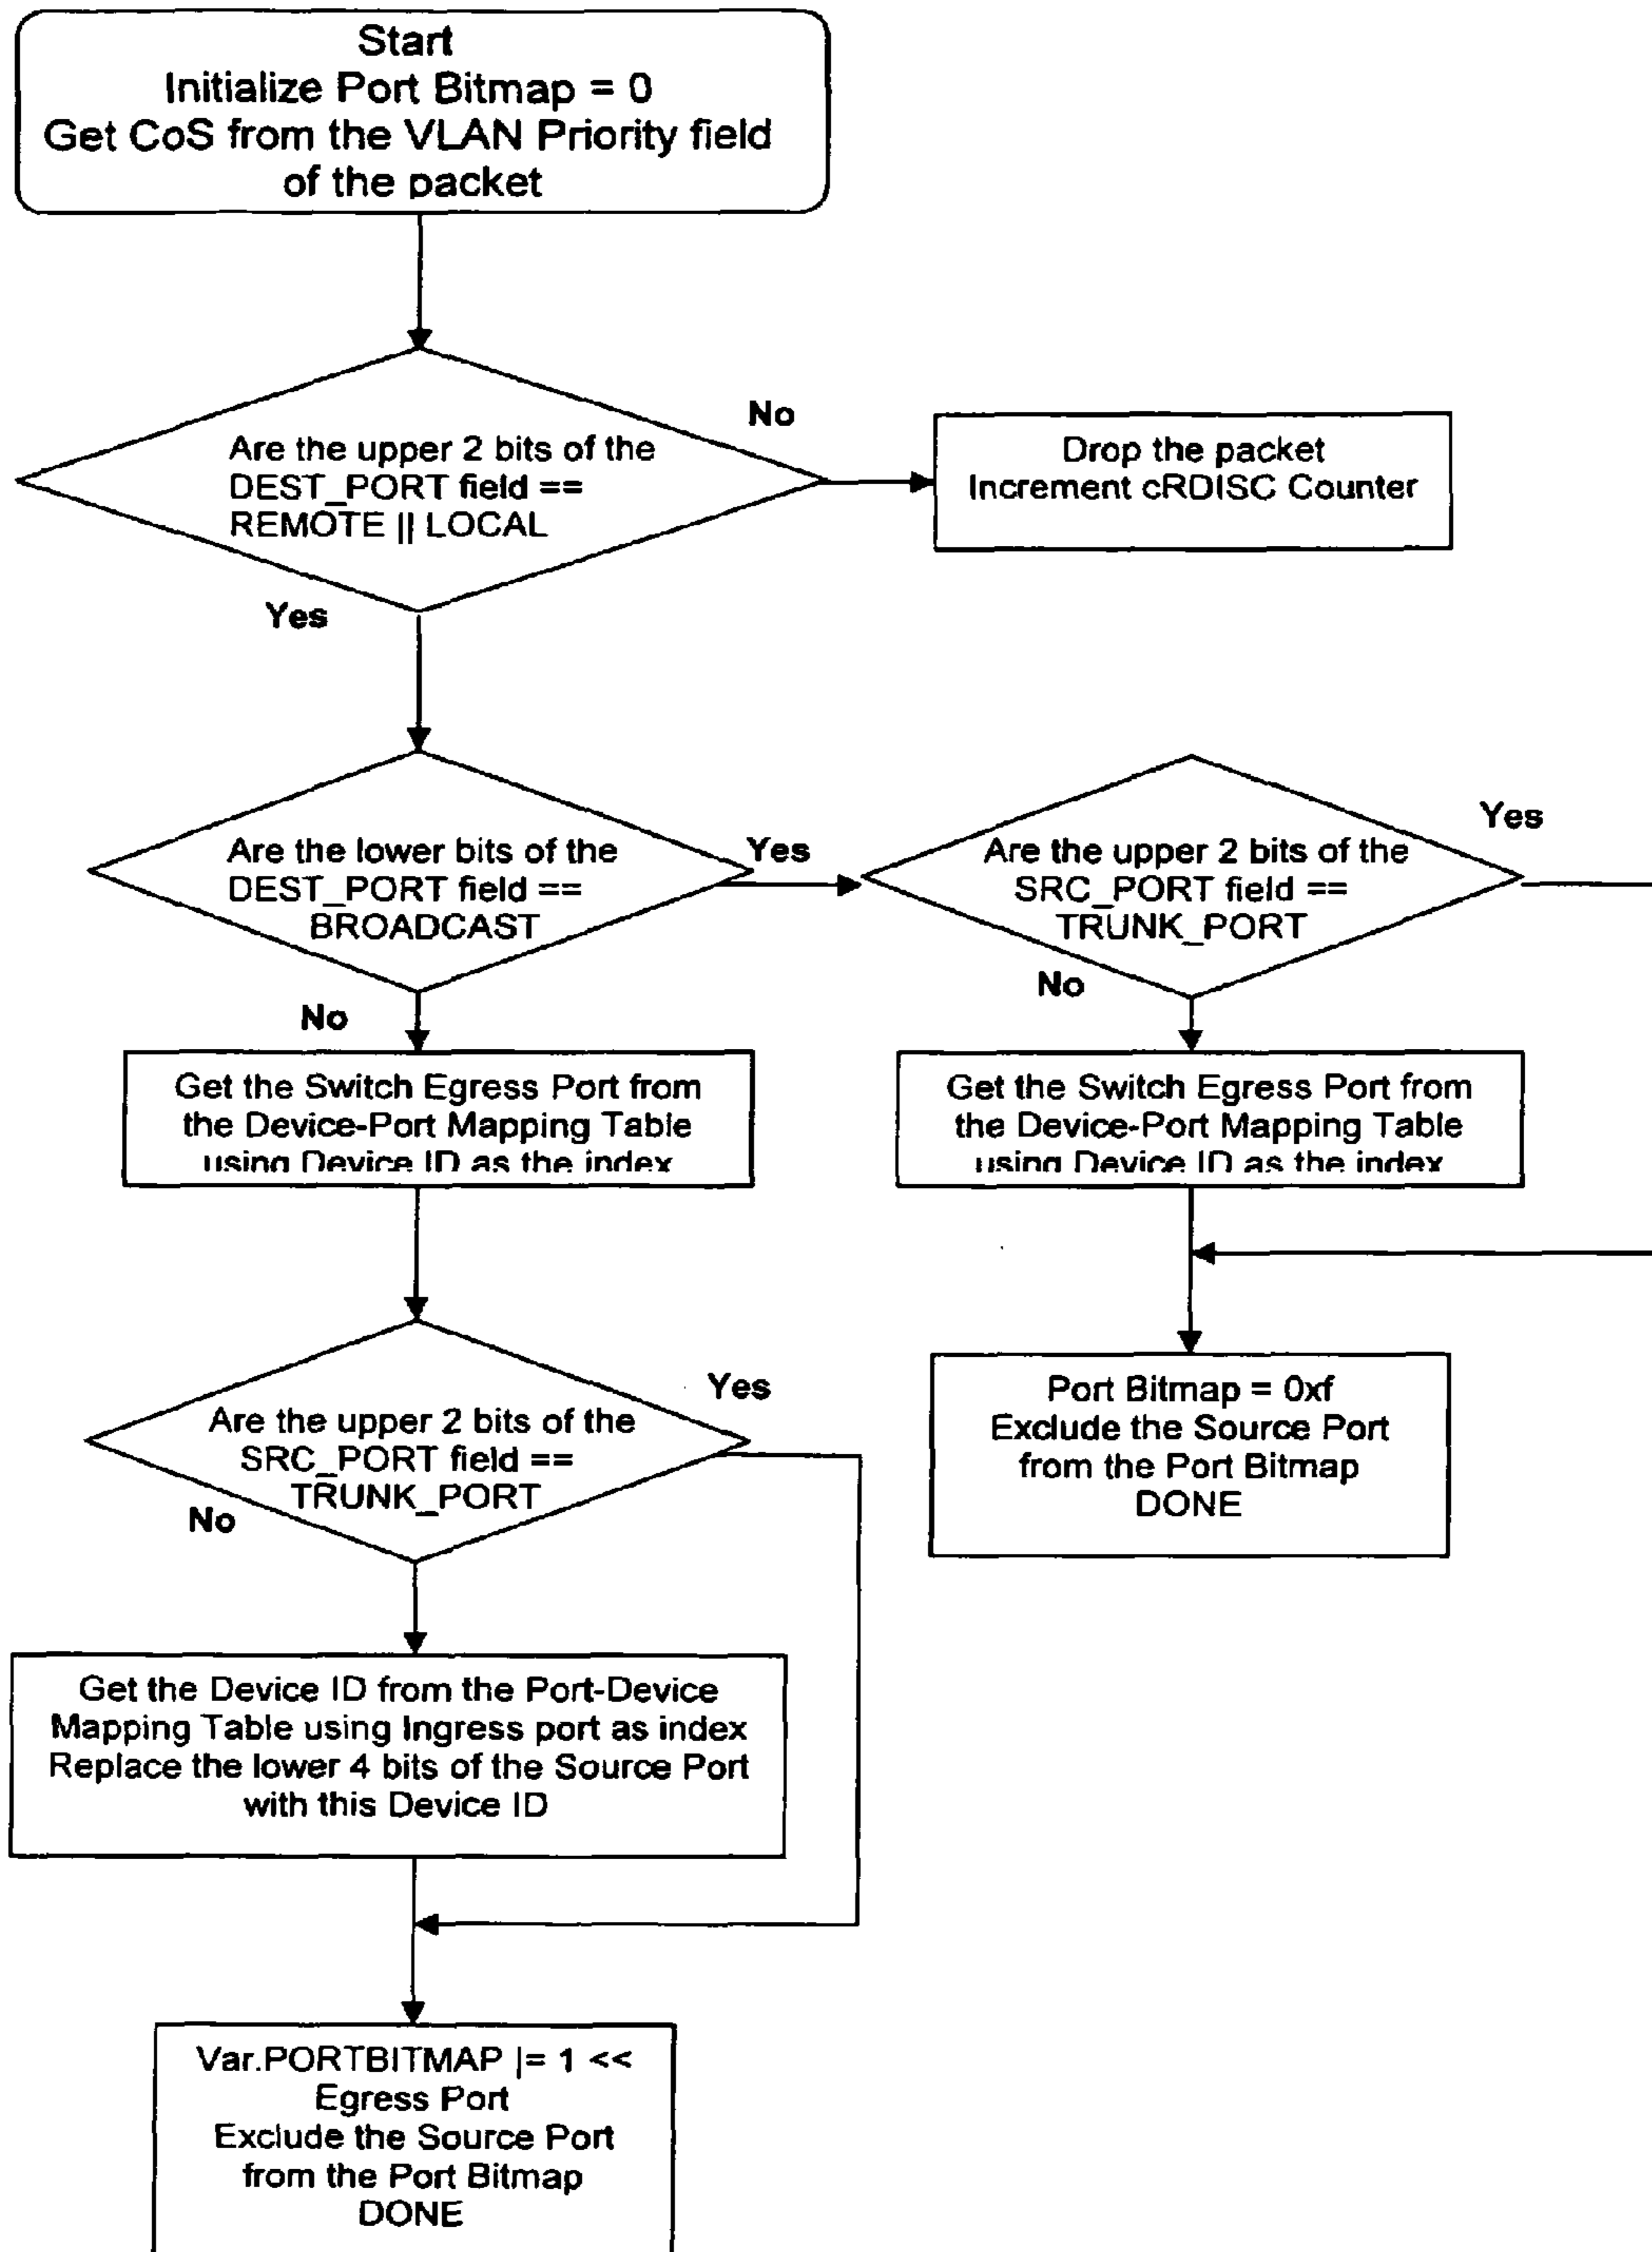 Start
Initialize Port Bitmap = 0
Get CoS from the VLAN Priority field
of the packet
Are the upper 2 bits of the
DEST_PORT field ==
REMOTE || LOCAL
No
Yes
Drop the packet
Increment cRDISC Counter
Are the lower bits of the
DEST_PORT field ==
BROADCAST
Yes
No
Are the upper 2 bits of the
SRC_PORT field ==
TRUNK_PORT
Yes
No
Get the Switch Egress Port from
the Device-Port Mapping Table
using Device ID as the index
Get the Switch Egress Port from
the Device-Port Mapping Table
using Device ID as the index
Are the upper 2 bits of the
SRC_PORT field ==
TRUNK_PORT
Yes
No
Port Bitmap = 0xf
Exclude the Source Port
from the Port Bitmap
DONE
Get the Device ID from the Port-Device
Mapping Table using Ingress port as index
Replace the lower 4 bits of the Source Port
with this Device ID
Var.PORTBITMAP |= 1 <<
Egress Port
Exclude the Source Port
from the Port Bitmap
DONE